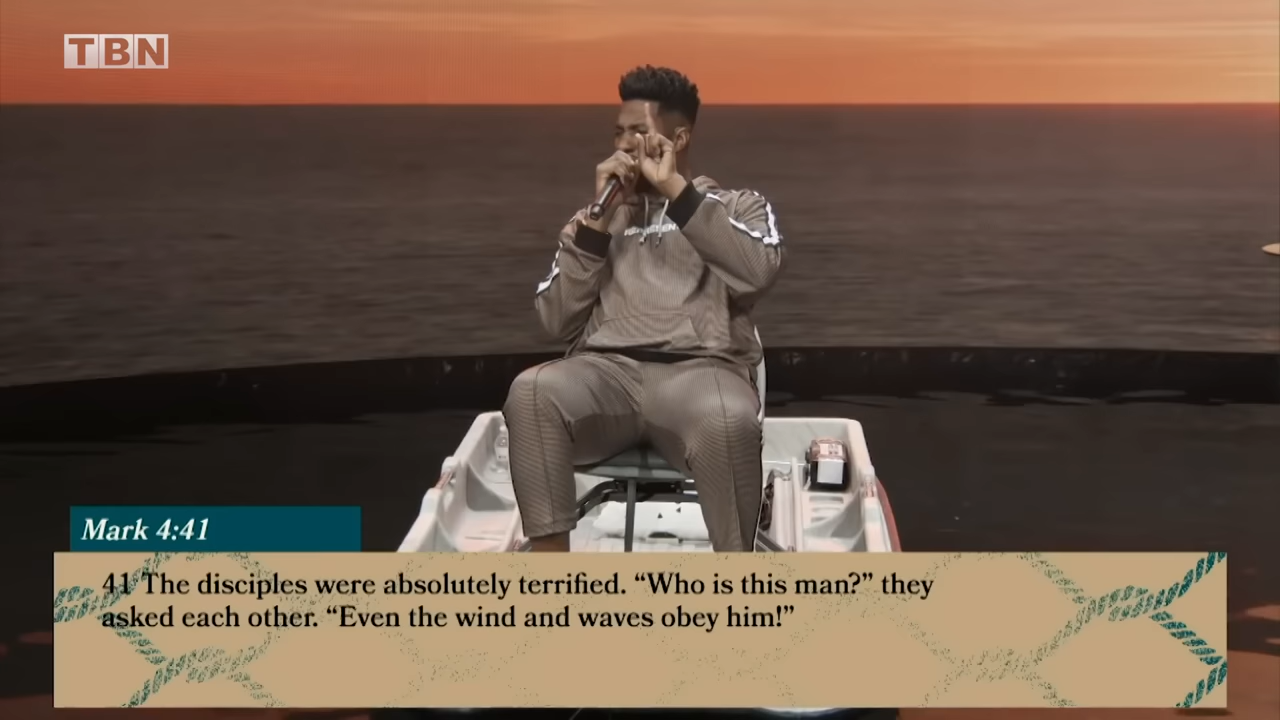 TBN
Mark 4:41
41 The disciples were absolutely terrified. “Who is this man?” they
asked each other. “Even the wind and waves obey him!”